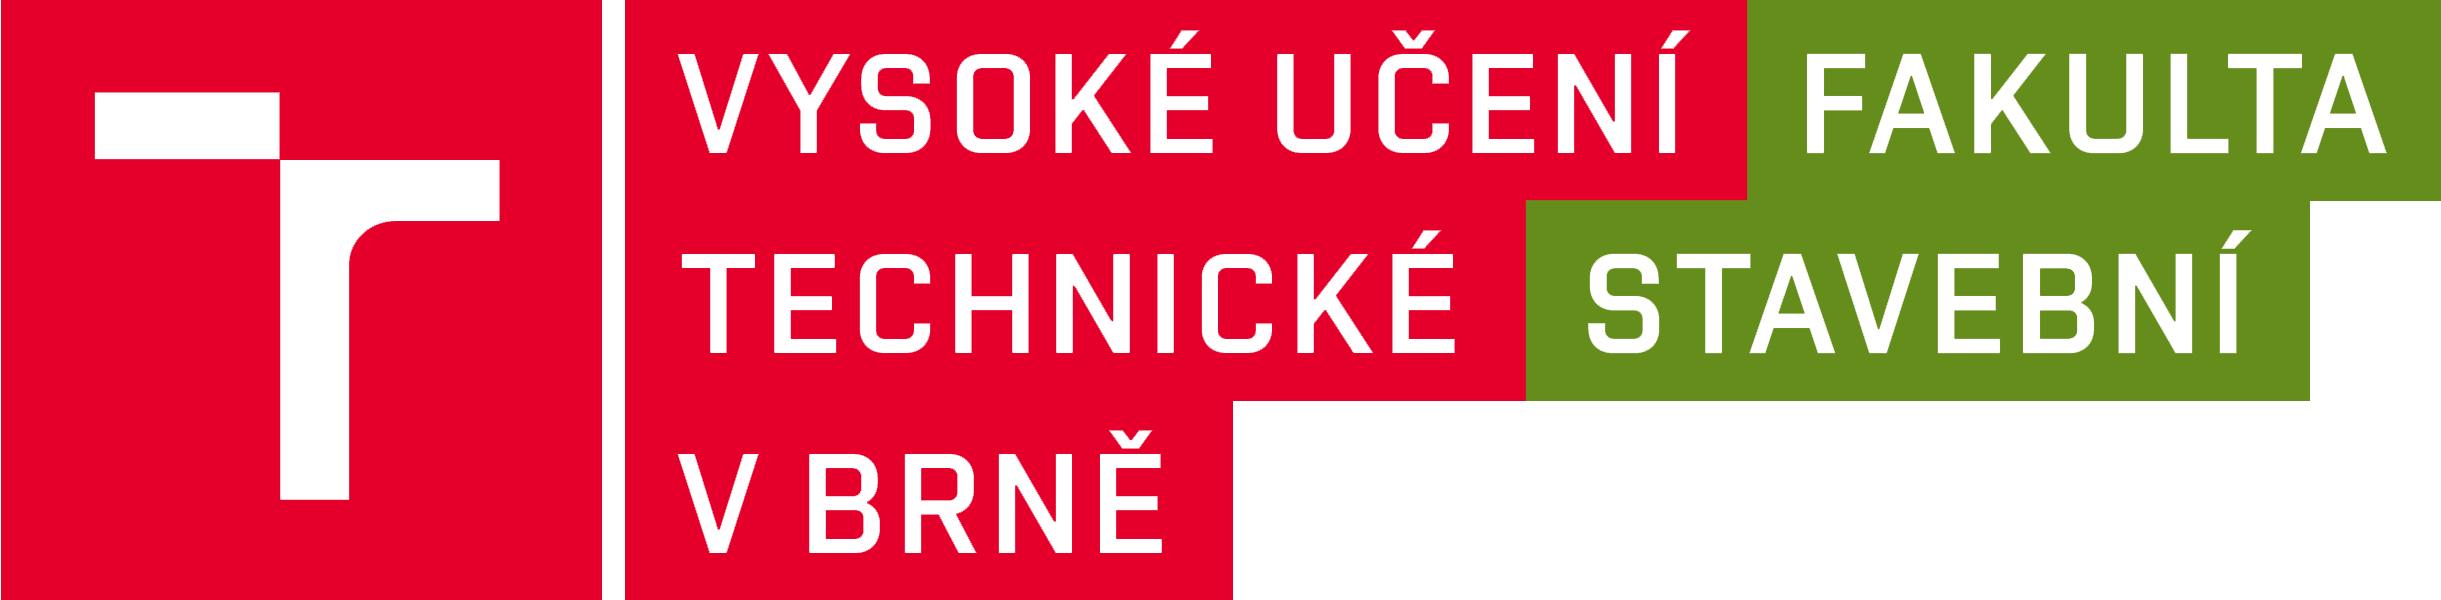 VYSOKÉ UČENÍ FAKULTA
TECHNICKÉ STAVEBNÍ
V BRNĚ